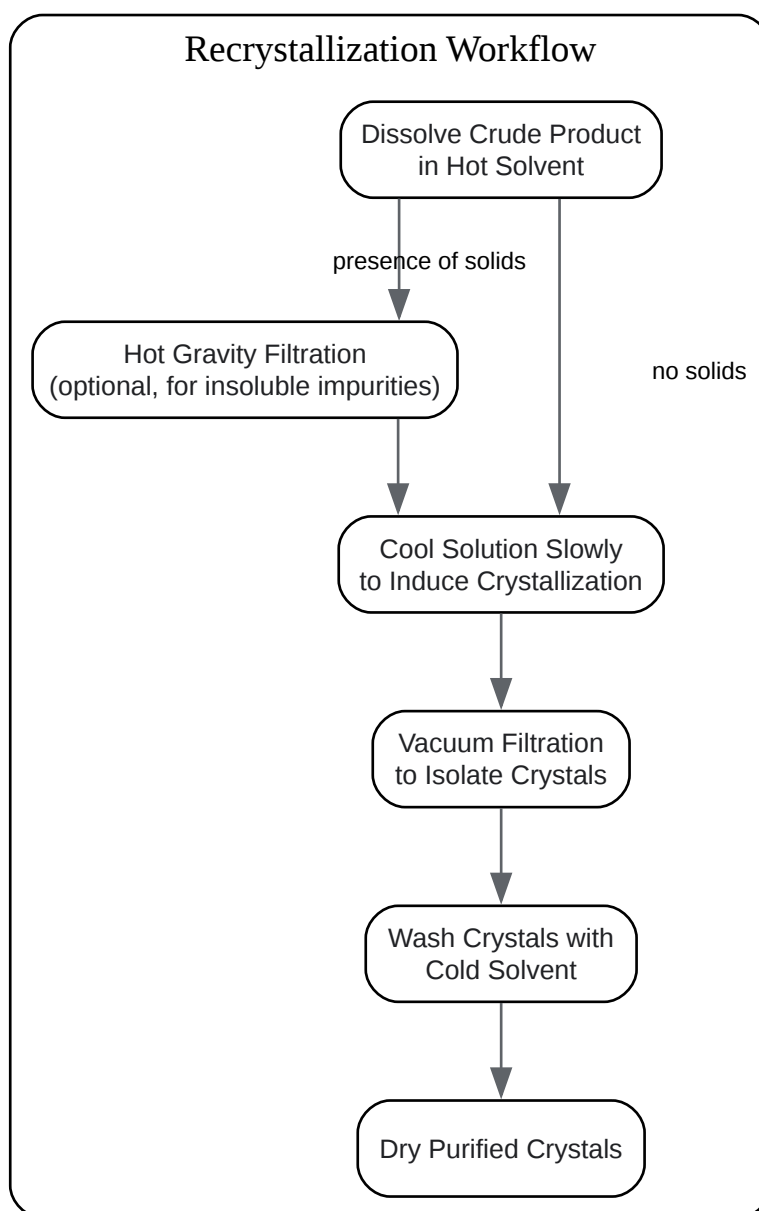 Recrystallization Workflow
Dissolve Crude Product
in Hot Solvent
presence of solids
Hot Gravity Filtration
(optional, for insoluble impurities)
no solids
Cool Solution Slowly
to Induce Crystallization
Vacuum Filtration
to Isolate Crystals
Wash Crystals with
Cold Solvent
Dry Purified Crystals